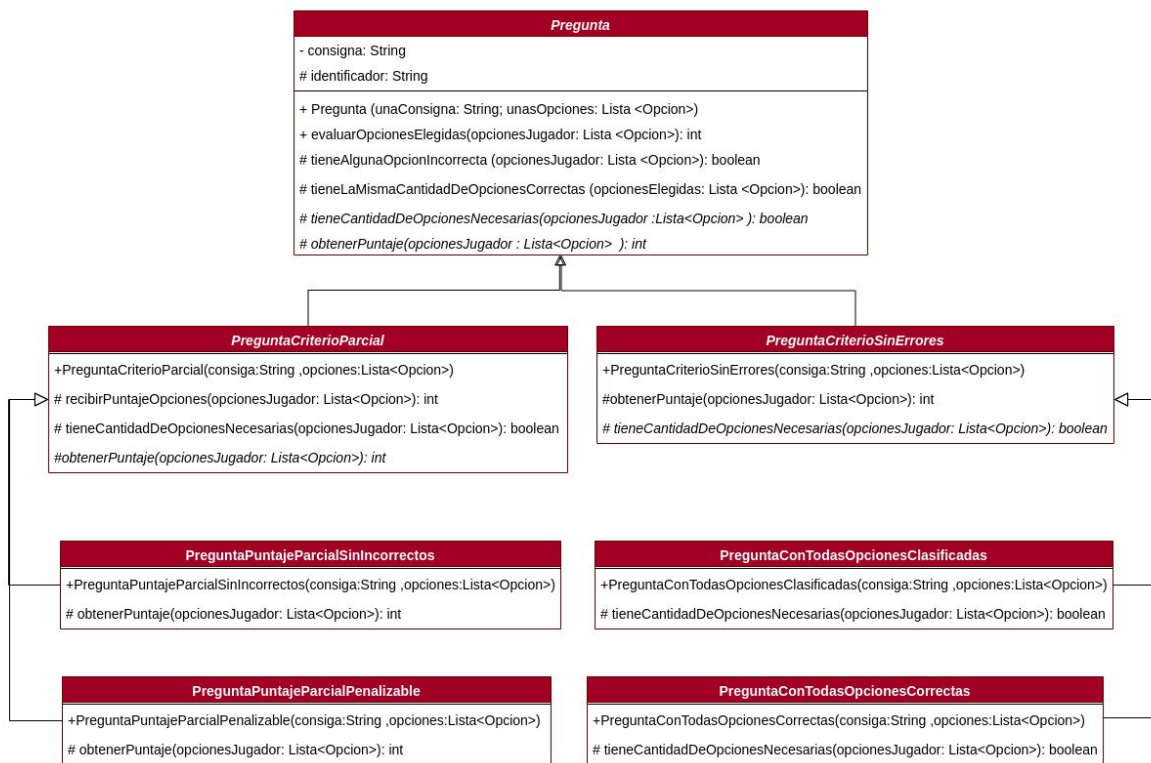 Pregunta
- consigna: String
# identificador: String
+ Pregunta (unaConsigna: String; unasOpciones: Lista <Opcion>)
+ evaluarOpcionesElegidas(opcionesJugador: Lista <Opcion>): int
# tieneAlgunaOpcionIncorrecta (opcionesJugador: Lista <Opcion>): boolean
# tieneLaMismaCantidadDeOpcionesCorrectas (opcionesElegidas: Lista <Opcion>): boolean
# tieneCantidadDeOpcionesNecesarias(opcionesJugador :Lista<Opcion> ): boolean
# obtenerPuntaje(opcionesJugador : Lista<Opcion> ): int
PreguntaCriterioParcial
+PreguntaCriterioParcial(consiga:String ,opciones:Lista<Opcion>)
# recibirPuntajeOpciones(opcionesJugador: Lista<Opcion>): int
# tieneCantidadDeOpcionesNecesarias(opcionesJugador: Lista<Opcion>): boolean
#obtenerPuntaje(opcionesJugador: Lista<Opcion>): int
PreguntaCriterioSinErrores
+PreguntaCriterioSinErrores(consiga:String ,opciones:Lista<Opcion>)
#obtenerPuntaje(opcionesJugador: Lista<Opcion>): int
# tieneCantidadDeOpcionesNecesarias(opcionesJugador: Lista<Opcion>): boolean
PreguntaPuntajeParcialSinIncorrectos
+PreguntaPuntajeParcialSinIncorrectos(consiga:String ,opciones:Lista<Opcion>)
# obtenerPuntaje(opcionesJugador: Lista<Opcion>): int
PreguntaConTodasOpcionesClasificadas
+PreguntaConTodasOpcionesClasificadas(consiga:String ,opciones:Lista<Opcion>)
# tieneCantidadDeOpcionesNecesarias(opcionesJugador: Lista<Opcion>): boolean
PreguntaPuntajeParcialPenalizable
+PreguntaPuntajeParcialPenalizable(consiga:String ,opciones:Lista<Opcion>)
# obtenerPuntaje(opcionesJugador: Lista<Opcion>): int
PreguntaConTodasOpcionesCorrectas
+PreguntaConTodasOpcionesCorrectas(consiga:String ,opciones:Lista<Opcion>)
# tieneCantidadDeOpcionesNecesarias(opcionesJugador: Lista<Opcion>): boolean